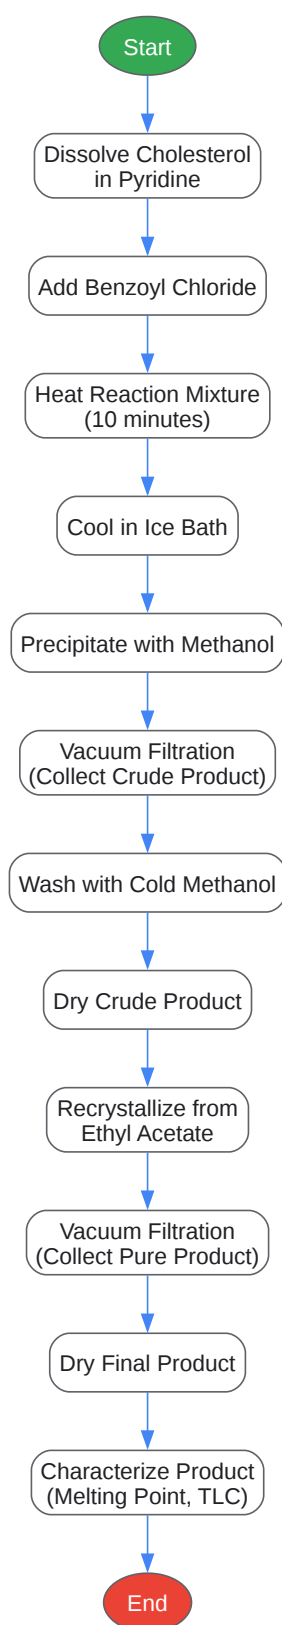 Start
Dissolve Cholesterol
in Pyridine
Add Benzoyl Chloride
Heat Reaction Mixture
(10 minutes)
Cool in Ice Bath
Precipitate with Methanol
Vacuum Filtration
(Collect Crude Product)
Wash with Cold Methanol
Dry Crude Product
Recrystallize from
Ethyl Acetate
Vacuum Filtration
(Collect Pure Product)
Dry Final Product
Characterize Product
(Melting Point, TLC)
End